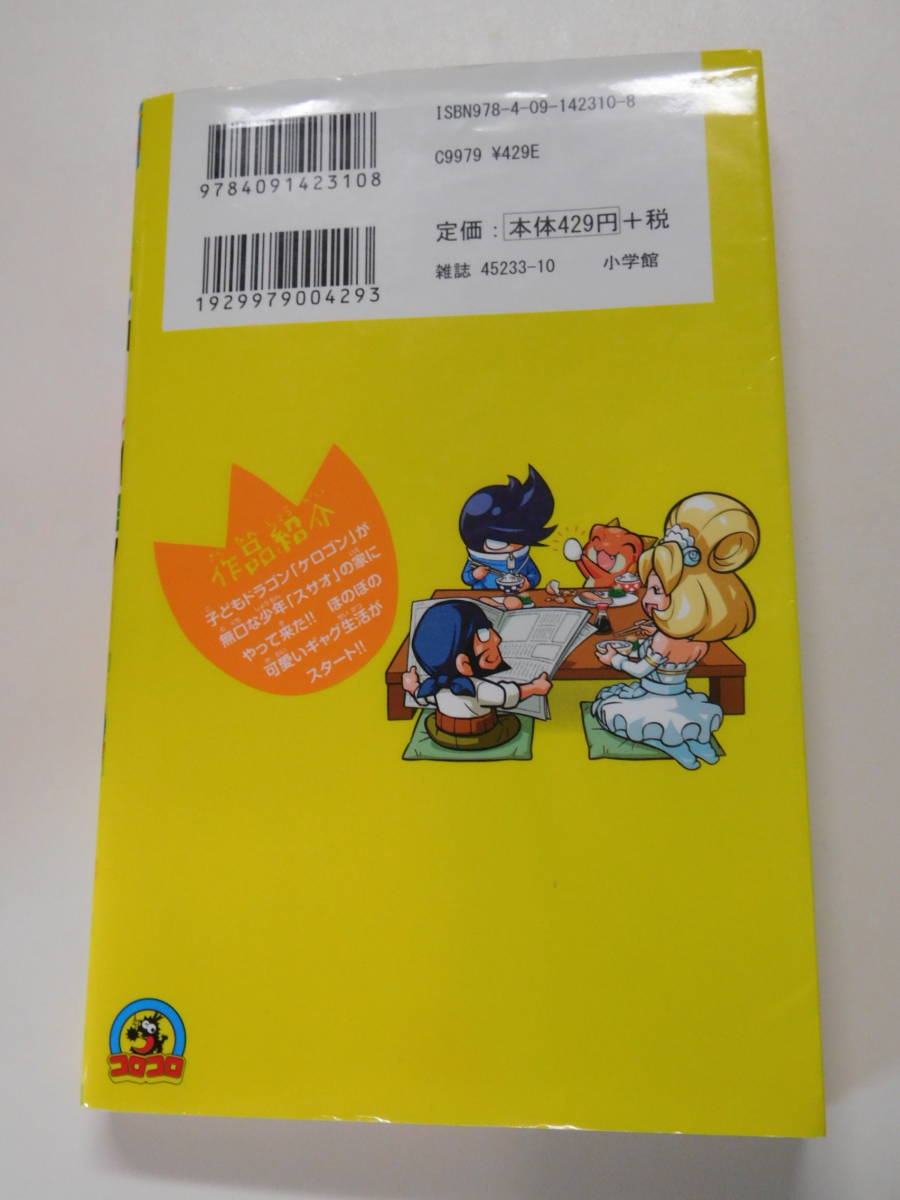 ISBN978-4-09-142310-8
9784091423108
C9979 ¥429E
定価：本体429円+税
1929979004293
雑誌 45233-10 小学館
作品紹介
子どもドラゴン「ケロゴン」が
無口な少年「スサオ」の家に
やって来た!! ほのぼの
可愛いギャグ生活が
スタート!!
コロコロ